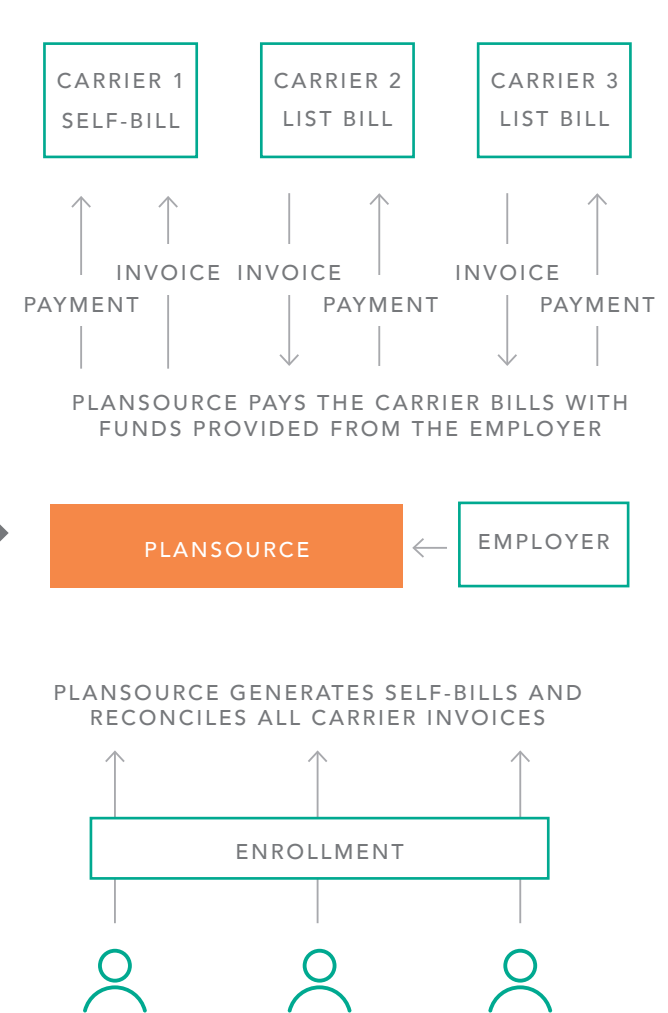 CARRIER 1
SELF-BILL
CARRIER 2
LIST BILL
CARRIER 3
LIST BILL
INVOICE
INVOICE
INVOICE
PAYMENT
PAYMENT
PAYMENT
PLANSOURCE PAYS THE CARRIER BILLS WITH
FUNDS PROVIDED FROM THE EMPLOYER
PLANSOURCE
EMPLOYER
PLANSOURCE GENERATES SELF-BILLS AND
RECONCILES ALL CARRIER INVOICES
ENROLLMENT